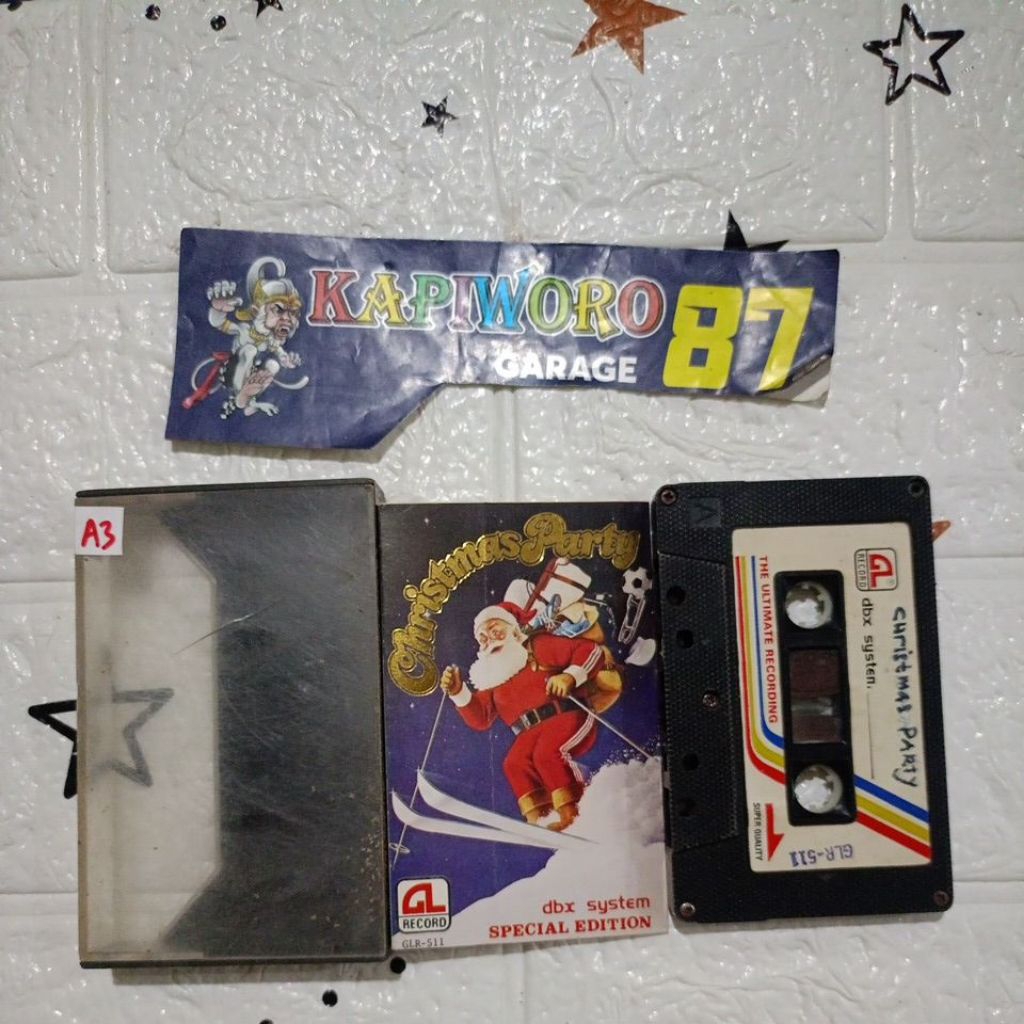 KAPIWORO 87
GARAGE
A3
Christmas Party
GL
RECORD
GLR-511
dbx system
SPECIAL EDITION
A
GL
RECORD
dbx system.
CHRISTMAS PARTY
THE ULTIMATE RECORDING
SUPER QUALITY
GLR-511